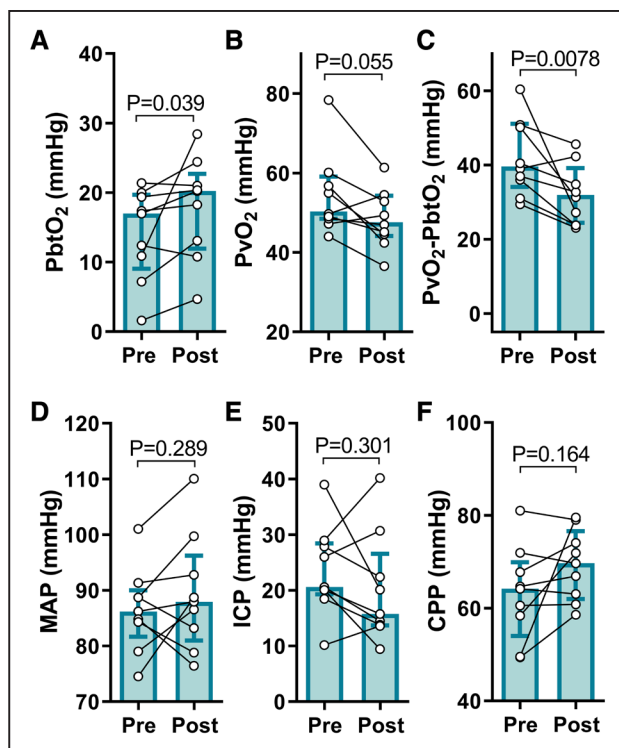 A
P=0.039
PbtO₂ (mmHg)
40
30
20
10
0
Pre Post
B
P=0.055
PvO₂ (mmHg)
80
60
40
20
Pre Post
C
P=0.0078
PvO₂-PbtO₂ (mmHg)
60
40
20
0
Pre Post
D
P=0.289
MAP (mmHg)
120
110
100
90
80
70
Pre Post
E
P=0.301
ICP (mmHg)
50
40
30
20
10
0
Pre Post
F
P=0.164
CPP (mmHg)
100
80
60
40
Pre Post